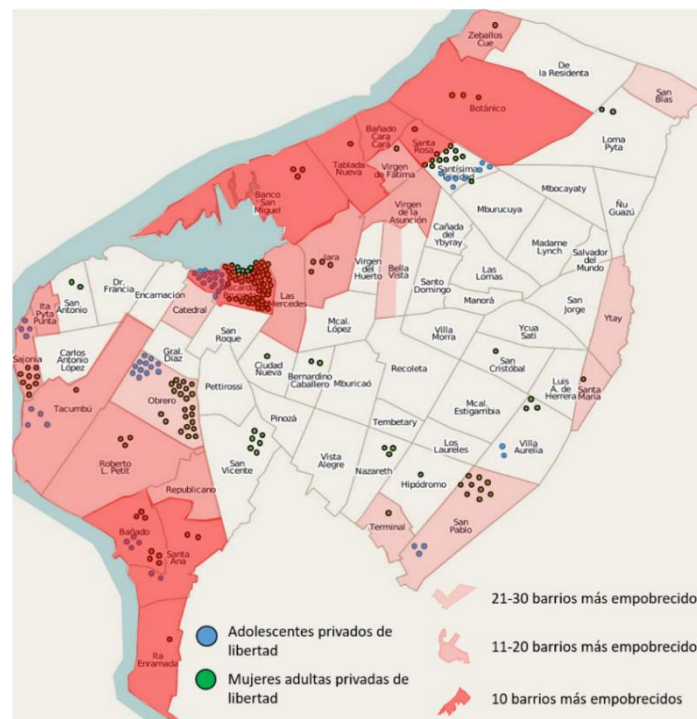 Zeballos
Cue
De
la Residenta
San
Blas
Botánico
Loma
Pyta
Bañado
Cara
Cara
Santa
Rosa
Tablada
Nueva
Virgen
de Fátima
Santísima
Trinidad
Mbocayaty
Ñu
Guazú
Banco
San
Miguel
Virgen
de la
Asunción
Mburucuya
Cañada
del
Ybyray
Madame
Lynch
Salvador
del
Mundo
Jara
Virgen
del
Huerto
Bella
Vista
Las
Lomas
Santo
Domingo
Manorá
San
Jorge
Ytay
Ita
Pyta
Punta
San
Antonio
Dr.
Francia
Encarnación
Catedral
Las
Mercedes
San
Roque
Mcal.
López
Villa
Morra
Ycua
Sati
Sajonia
Carlos
Antonio
López
Gral.
Díaz
Ciudad
Nueva
Bernardino
Caballero
Mburicaó
Recoleta
San
Cristóbal
Luis
A. de
Herrera
Santa
María
Tacumbú
Obrero
Pettirossi
Pinozá
Mcal.
Estigarribia
Tembetary
Los
Laureles
Villa
Aurelia
Roberto
L. Petit
San
Vicente
Vista
Alegre
Nazareth
Hipódromo
Republicano
Terminal
San
Pablo
Bañado
Santa
Ana
Ita
Enramada
Adolescentes privados de
libertad
Mujeres adultas privadas de
libertad
21-30 barrios más empobrecido
11-20 barrios más empobrecido
10 barrios más empobrecidos